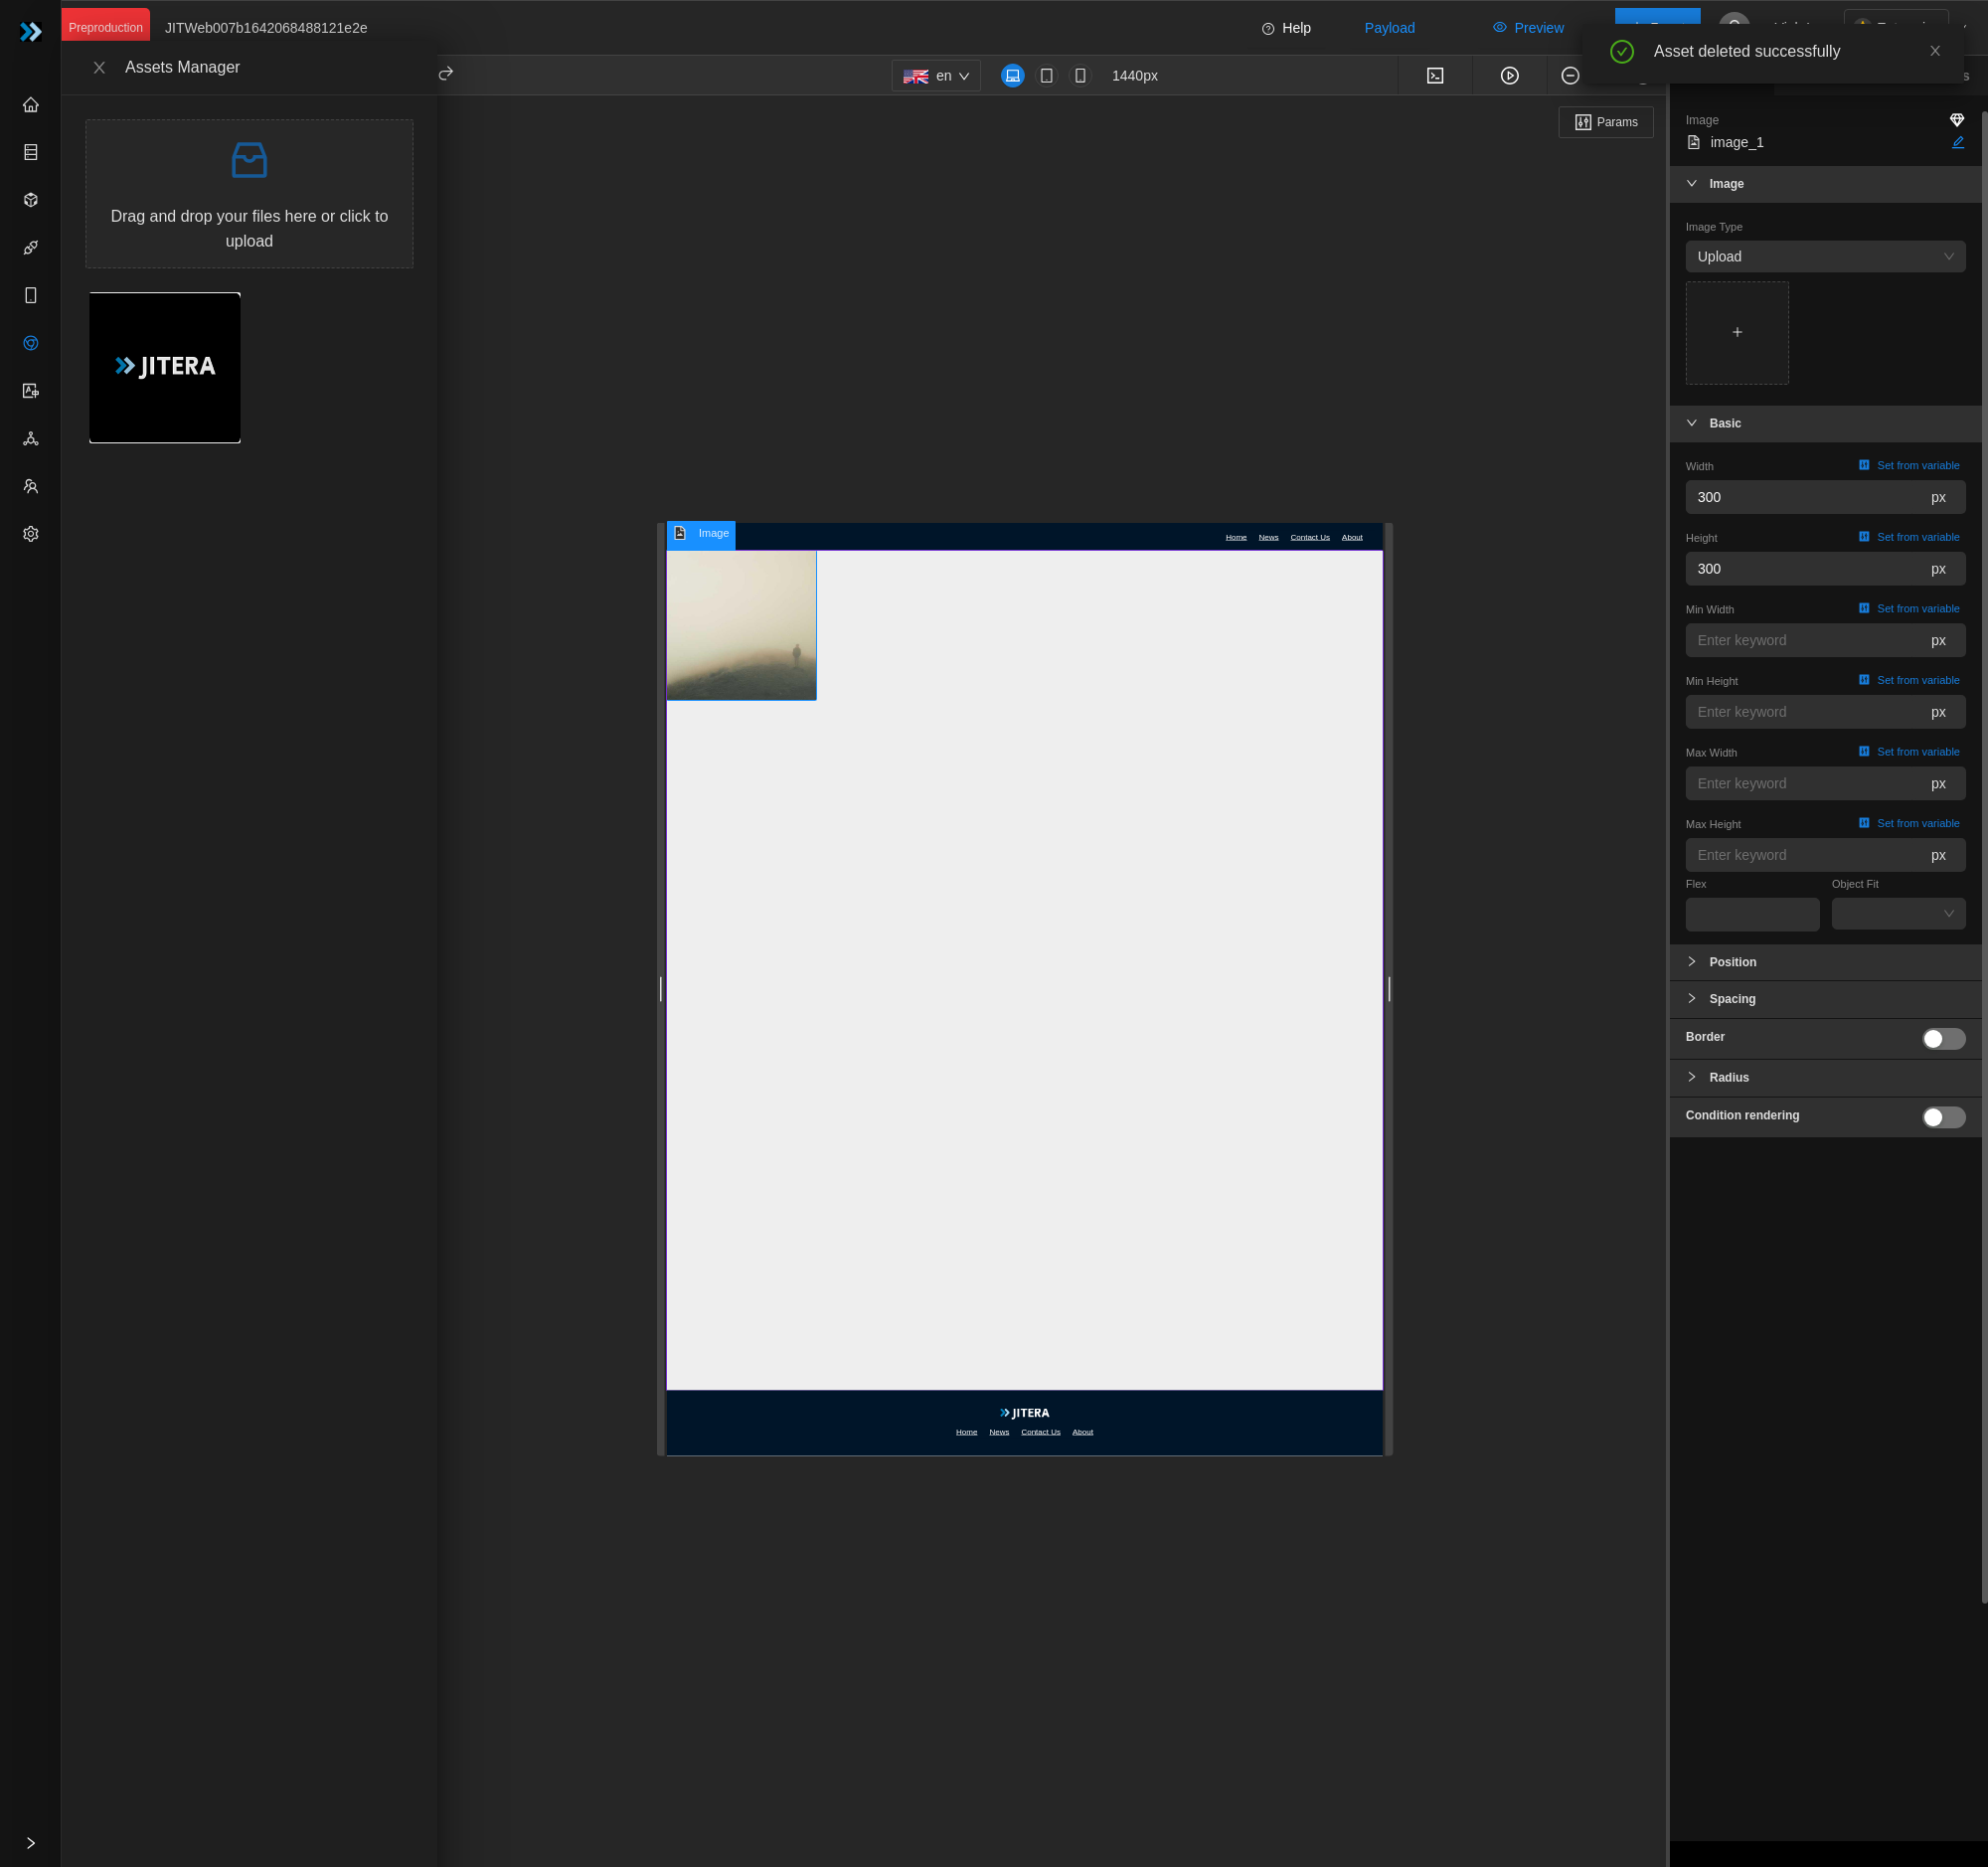 Preproduction
JITWeb007b1642068488121e2e
Help
Payload
Preview
Asset deleted successfully
Assets Manager
en
1440px
Params
Drag and drop your files here or click to
upload
JITERA
Image
image_1
Image
Image Type
Upload
Basic
Width
Set from variable
300
px
Height
Set from variable
300
px
Min Width
Set from variable
Enter keyword
px
Min Height
Set from variable
Enter keyword
px
Max Width
Set from variable
Enter keyword
px
Max Height
Set from variable
Enter keyword
px
Flex
Object Fit
Position
Spacing
Border
Radius
Condition rendering
Image
Home
News
Contact Us
About
JITERA
Home
News
Contact Us
About